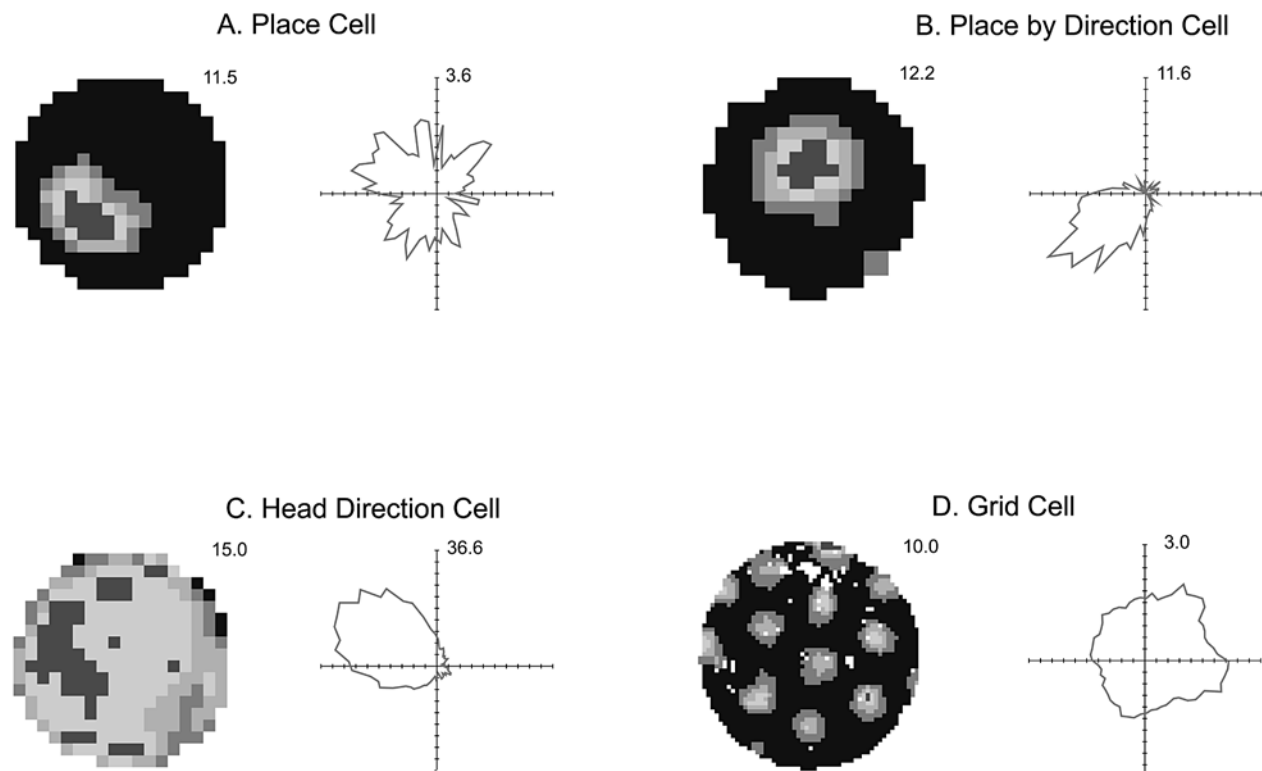 A. Place Cell
11.5
3.6
B. Place by Direction Cell
12.2
11.6
C. Head Direction Cell
15.0
36.6
D. Grid Cell
10.0
3.0